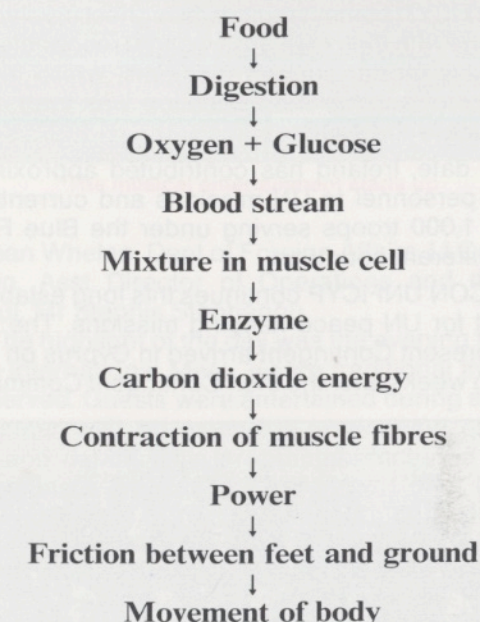 Food
↓
Digestion
↓
Oxygen + Glucose
Blood stream
↓
Mixture in muscle cell
Enzyme
↓
Carbon dioxide energy
↓
Contraction of muscle fibres
↓
Power
↓
Friction between feet and ground
↓
Movement of body